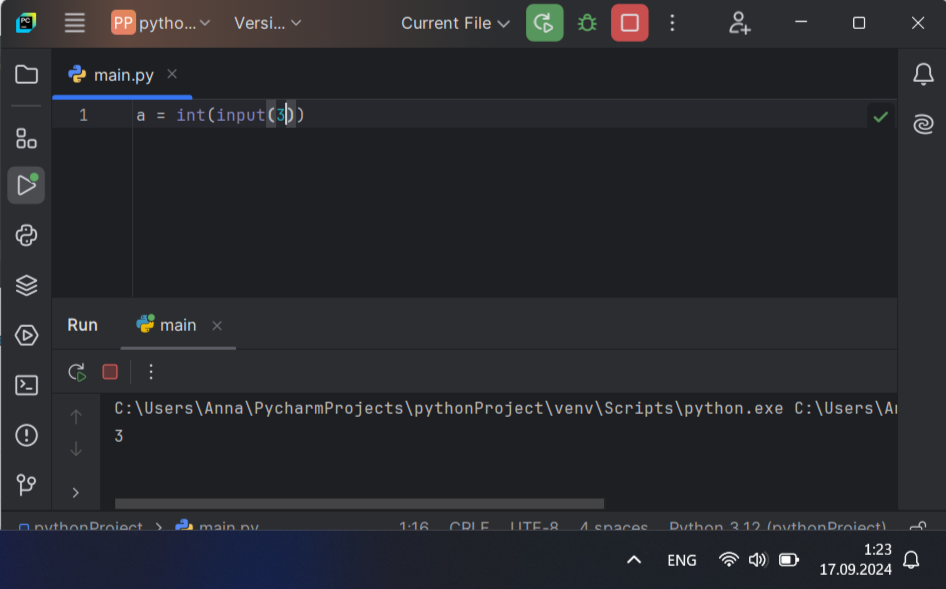 PC
PP pytho... Versi... Current File
main.py
1 a = int(input(3))
Run main
C:\Users\Anna\PycharmProjects\pythonProject\venv\Scripts\python.exe C:\Users\A
3
pythonProject > main.py 1:16 CRLF UTF-8 4 spaces Python 3.12 (pythonProject)
ENG 1:23
17.09.2024